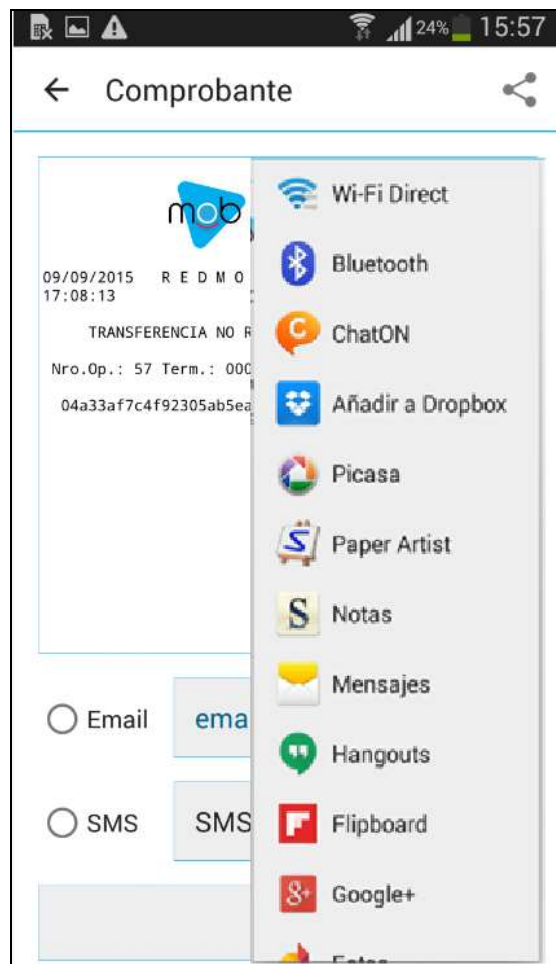 24% 15:57
Comprobante
mob
09/09/2015 R E D M O
17:08:13
TRANSFERENCIA NO R
Nro.Op.: 57 Term.: 000
04a33af7c4f92305ab5ea
Wi-Fi Direct
Bluetooth
ChatON
Añadir a Dropbox
Picasa
Paper Artist
Notas
Mensajes
Hangouts
Flipboard
Google+
Email
ema
SMS
SMS